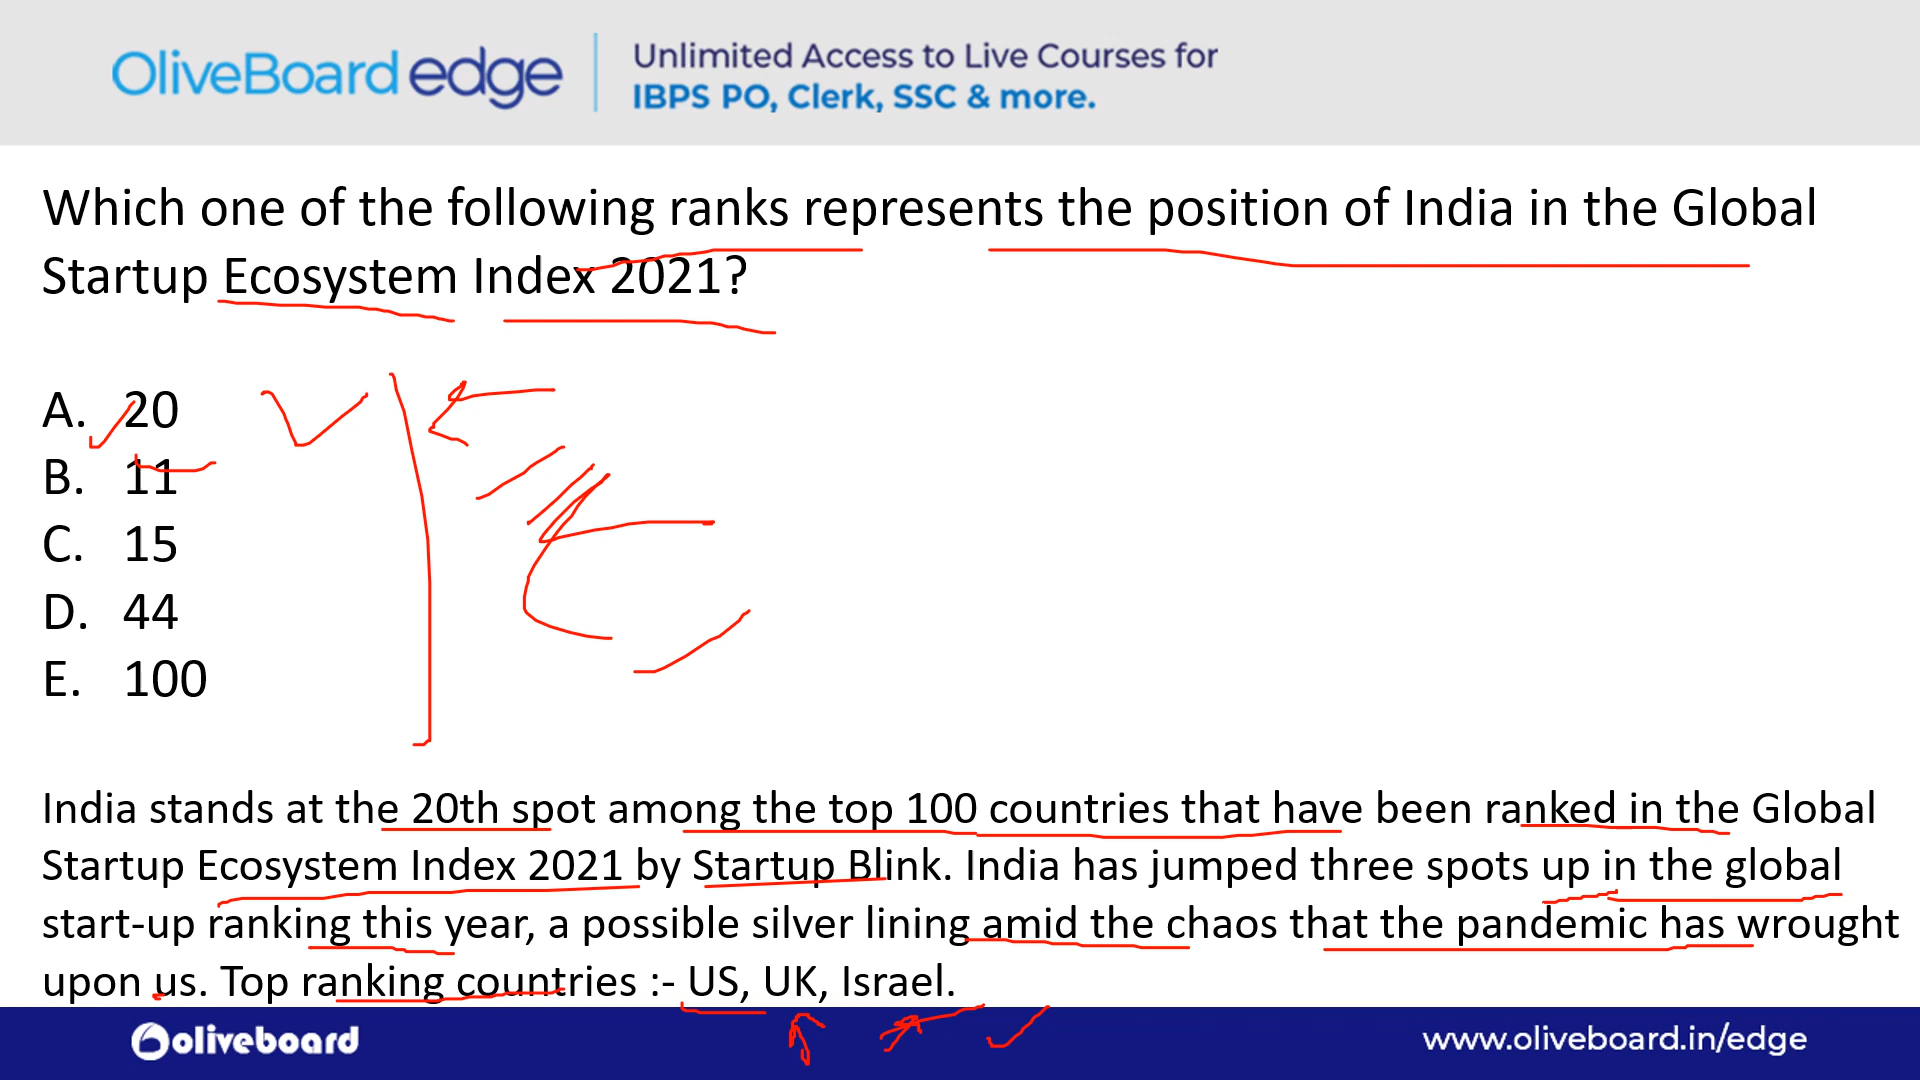 OliveBoard edge
Unlimited Access to Live Courses for
IBPS PO, Clerk, SSC & more.
Which one of the following ranks represents the position of India in the Global
Startup Ecosystem Index 2021?
A. 20
B. 11
C. 15
D. 44
E. 100
India stands at the 20th spot among the top 100 countries that have been ranked in the Global
Startup Ecosystem Index 2021 by Startup Blink. India has jumped three spots up in the global
start-up ranking this year, a possible silver lining amid the chaos that the pandemic has wrought
upon us. Top ranking countries :- US, UK, Israel.
oliveboard
www.oliveboard.in/edge